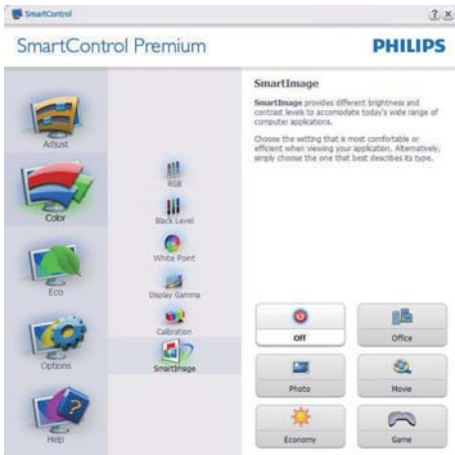 SmartControl
SmartControl Premium
PHILIPS
Adjust
Color
Eco
Options
Help
RGB
Black Level
White Point
Display Gamma
Calibration
SmartImage
SmartImage
SmartImage provides different brightness and
contrast levels to accomodate today's wide range of
computer applications.
Choose the setting that is most comfortable or
efficient when viewing your application. Alternatively,
simply choose the one that best describes its type.
Off
Office
Photo
Movie
Economy
Game